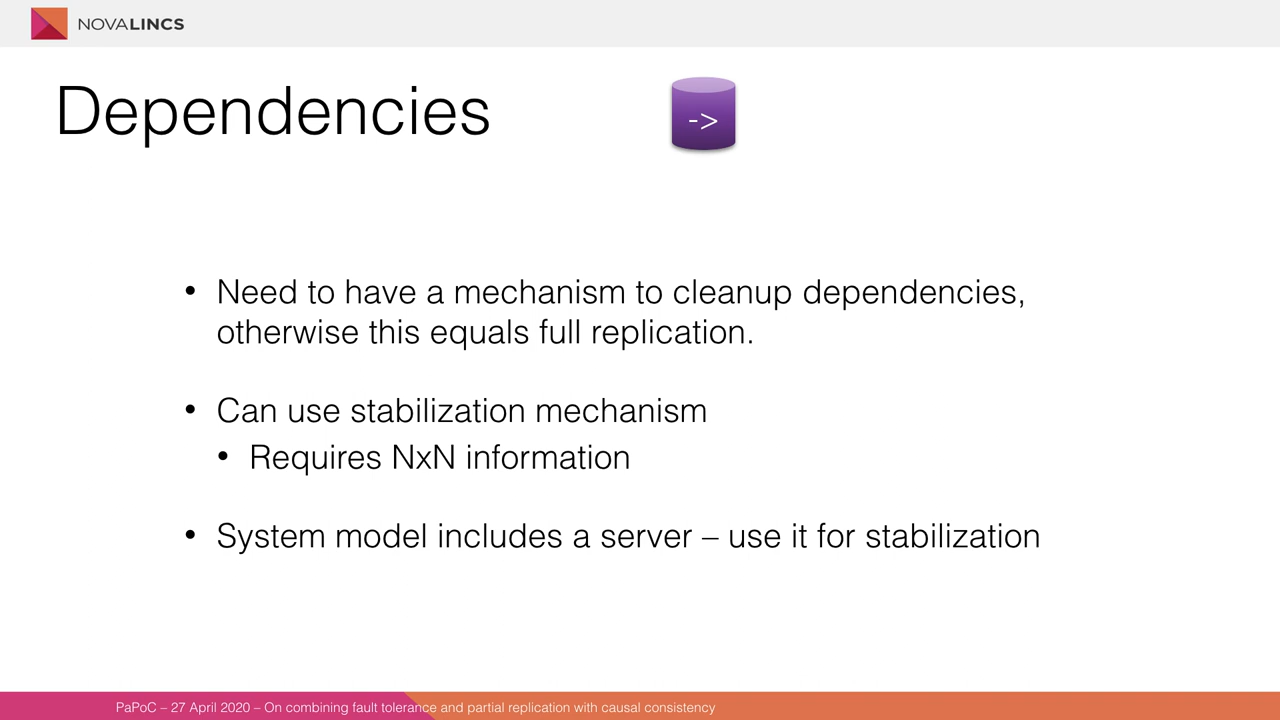 NOVALINCS
Dependencies
->
• Need to have a mechanism to cleanup dependencies,
otherwise this equals full replication.
• Can use stabilization mechanism
• Requires NxN information
• System model includes a server – use it for stabilization
PaPoC – 27 April 2020 – On combining fault tolerance and partial replication with causal consistency